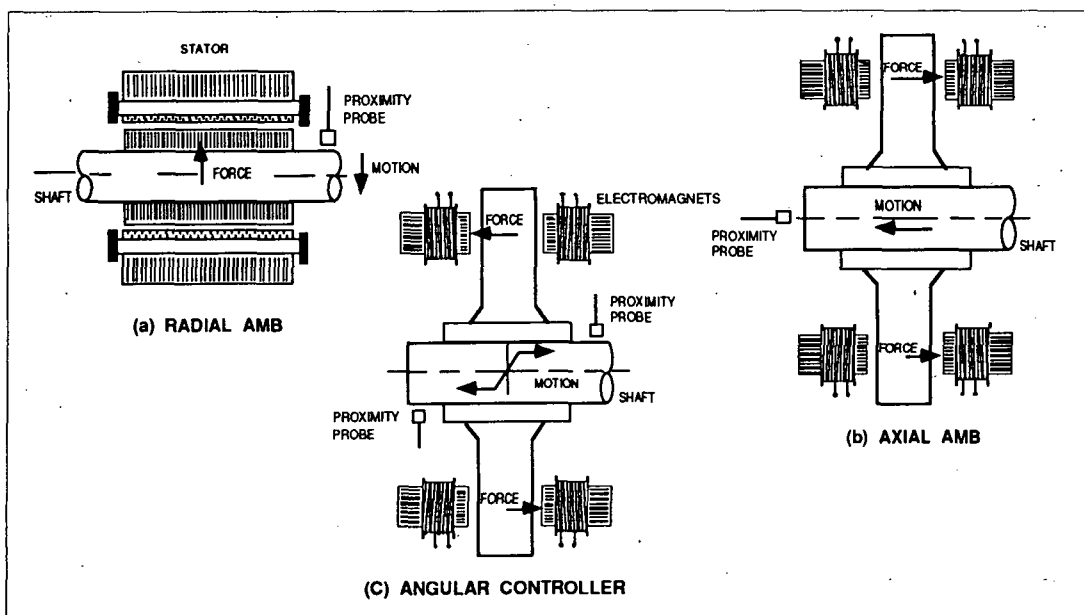 STATOR
PROXIMITY
PROBE
FORCE
MOTION
SHAFT
(a) RADIAL AMB
FORCE
ELECTROMAGNETS
PROXIMITY
PROBE
MOTION
SHAFT
PROXIMITY
PROBE
FORCE
(C) ANGULAR CONTROLLER
FORCE
MOTION
PROXIMITY
PROBE
SHAFT
FORCE
(b) AXIAL AMB